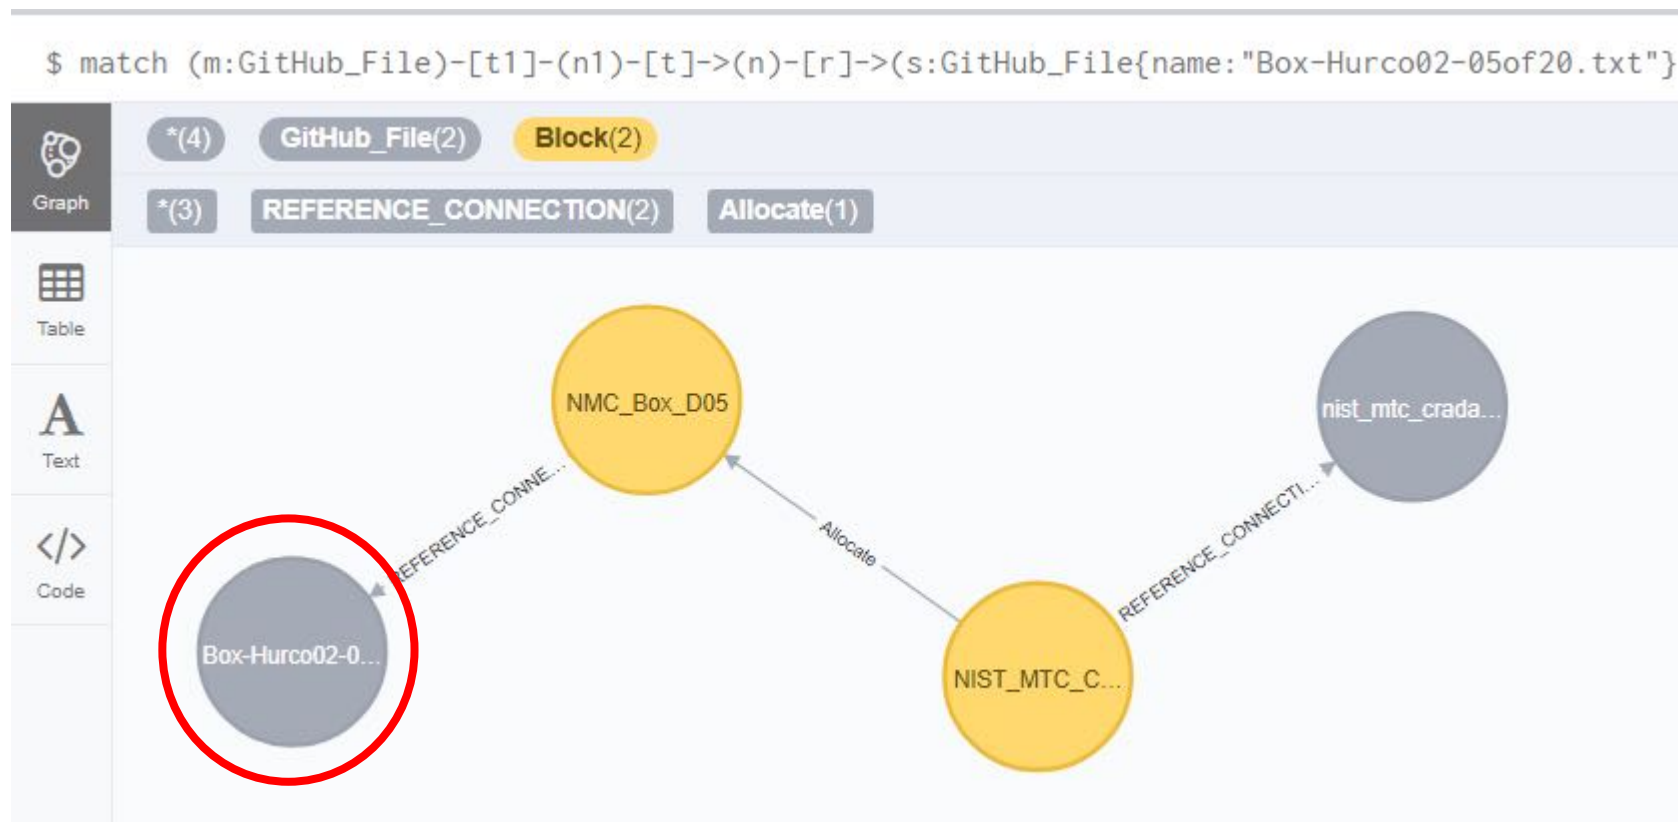 $ match (m:GitHub_File)-[t1]-(n1)-[t]->(n)-[r]->(s:GitHub_File{name:"Box-Hurco02-05of20.txt"}
*(4) GitHub_File(2) Block(2)
Graph
*(3) REFERENCE_CONNECTION(2) Allocate(1)
Table
Text
Code
NMC_Box_D05
nist_mtc_crada...
REFERENCE_CONNE...
Allocate
REFERENCE_CONNECTI...
Box-Hurco02-0...
NIST_MTC_C...